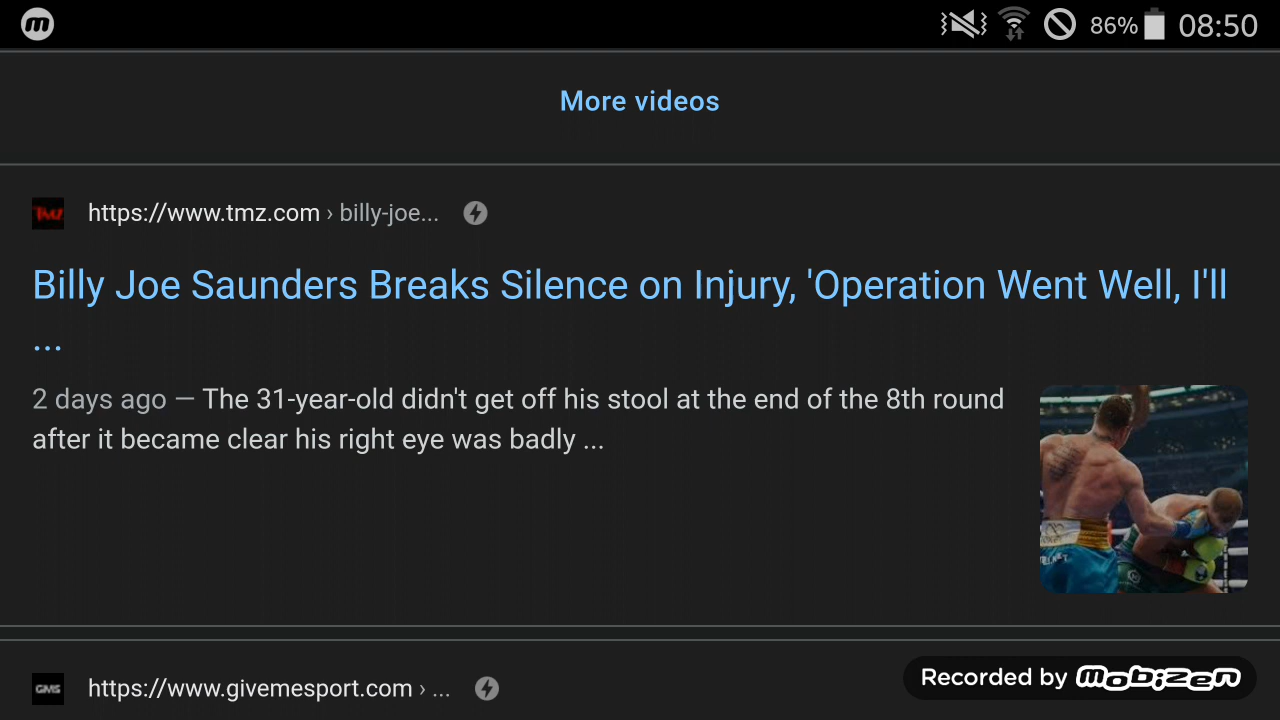 86% 08:50
More videos
TMZ https://www.tmz.com › billy-joe...
Billy Joe Saunders Breaks Silence on Injury, 'Operation Went Well, I'll
...
2 days ago — The 31-year-old didn't get off his stool at the end of the 8th round
after it became clear his right eye was badly ...
GMS https://www.givemesport.com › ...
Recorded by mobizen